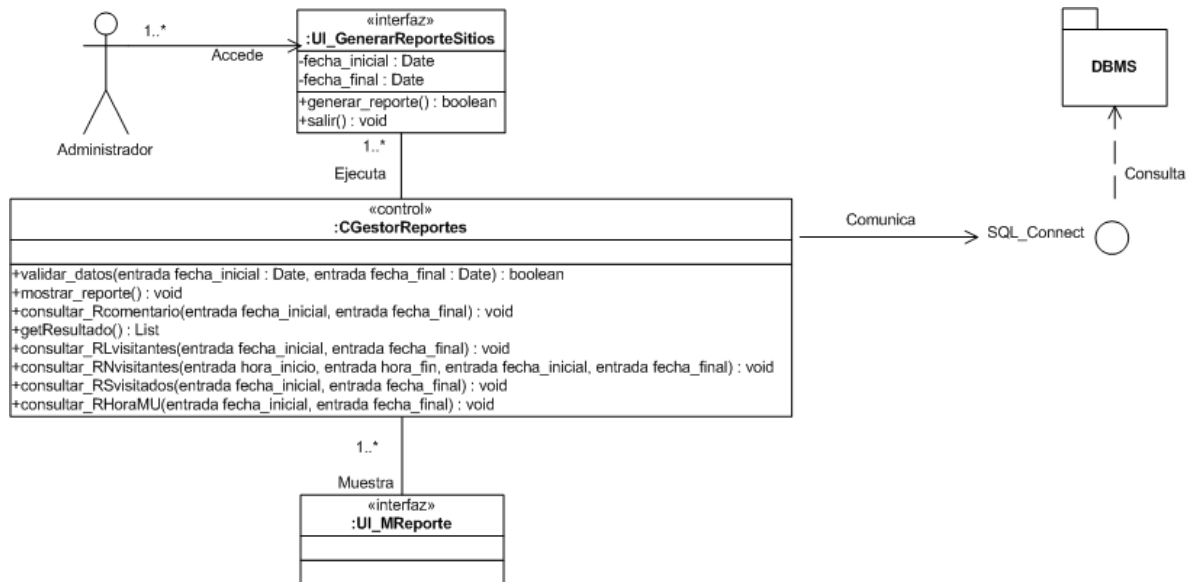 «interfaz»
:UI_GenerarReporteSitios
1..*
Accede
-fecha_inicial : Date
-fecha_final : Date
+generar_reporte() : boolean
+salir() : void
Administrador
DBMS
1..*
Ejecuta
Consulta
«control»
:CGestorReportes
Comunica
SQL_Connect
+validar_datos(entrada fecha_inicial : Date, entrada fecha_final : Date) : boolean
+mostrar_reporte() : void
+consultar_Rcomentario(entrada fecha_inicial, entrada fecha_final) : void
+getResultado() : List
+consultar_RLvisitantes(entrada fecha_inicial, entrada fecha_final) : void
+consultar_RNvisitantes(entrada hora_inicio, entrada hora_fin, entrada fecha_inicial, entrada fecha_final) : void
+consultar_RSvisitados(entrada fecha_inicial, entrada fecha_final) : void
+consultar_RHoraMU(entrada fecha_inicial, entrada fecha_final) : void
1..*
Muestra
«interfaz»
:UI_MReporte